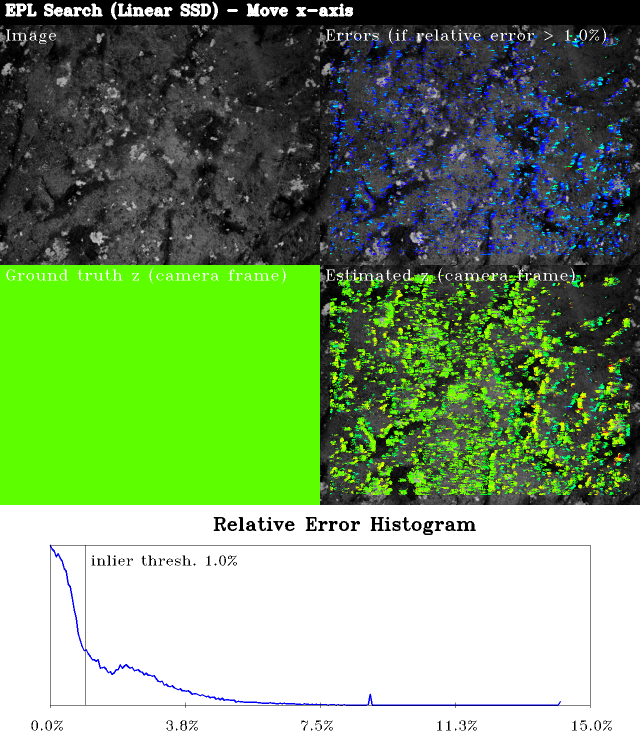 EPL Search (Linear SSD) - Move x-axis
Image
Errors (if relative error > 1.0%)
Ground truth z (camera frame)
Estimated z (camera frame)
Relative Error Histogram
inlier thresh. 1.0%
0.0%
3.8%
7.5%
11.3%
15.0%